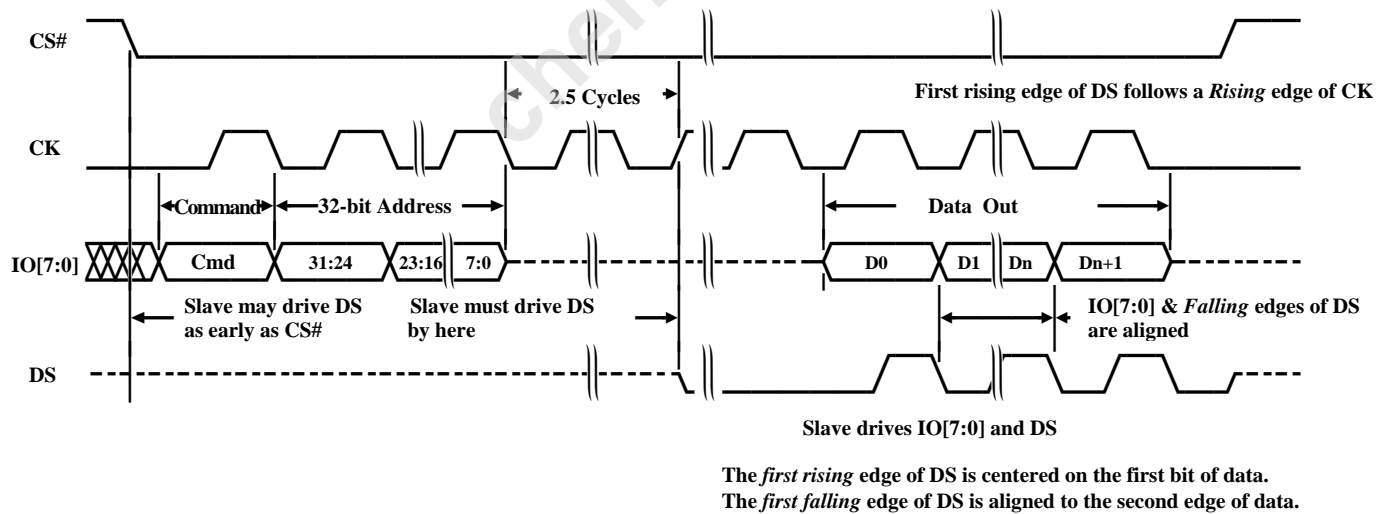 chem
CS#
2.5 Cycles
First rising edge of DS follows a Rising edge of CK
CK
Command
32-bit Address
Data Out
IO[7:0]
Cmd
31:24
23:16
7:0
D0
D1
Dn
Dn+1
Slave may drive DS
as early as CS#
Slave must drive DS
by here
IO[7:0] & Falling edges of DS
are aligned
DS
Slave drives IO[7:0] and DS
The first rising edge of DS is centered on the first bit of data.
The first falling edge of DS is aligned to the second edge of data.